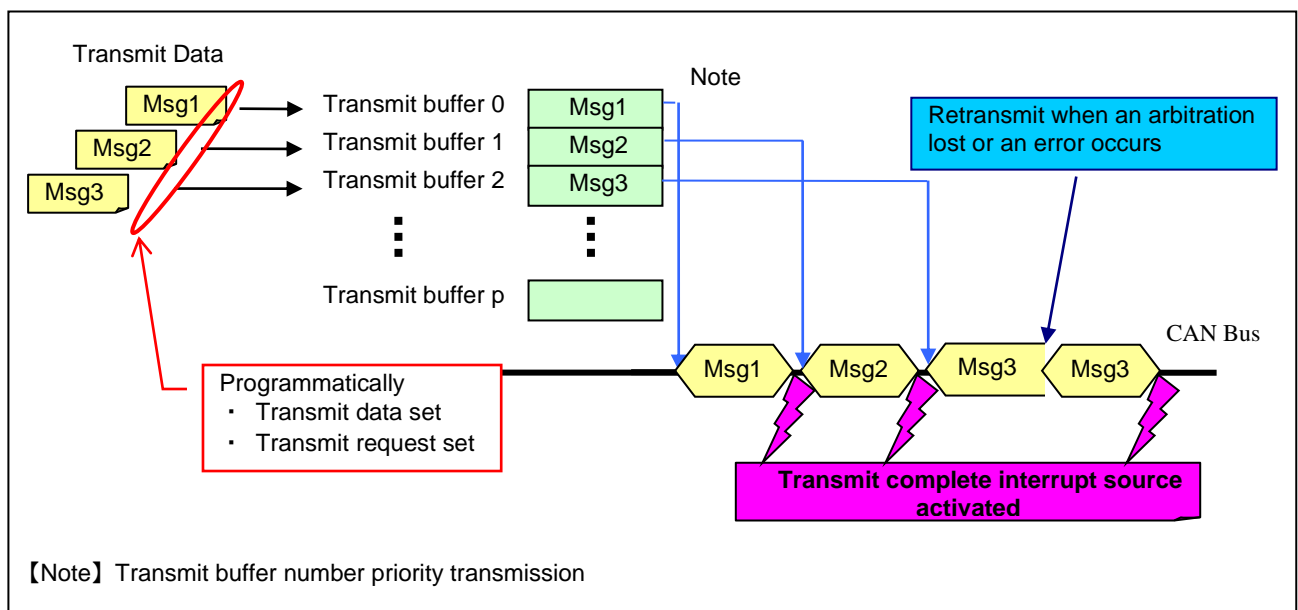 Transmit Data
Note
Msg1
Msg2
Msg3
Transmit buffer 0
Transmit buffer 1
Transmit buffer 2
Transmit buffer p
Msg1
Msg2
Msg3
Retransmit when an arbitration
lost or an error occurs
CAN Bus
Msg1
Msg2
Msg3
Msg3
Programmatically
・ Transmit data set
・ Transmit request set
Transmit complete interrupt source
activated
【Note】Transmit buffer number priority transmission